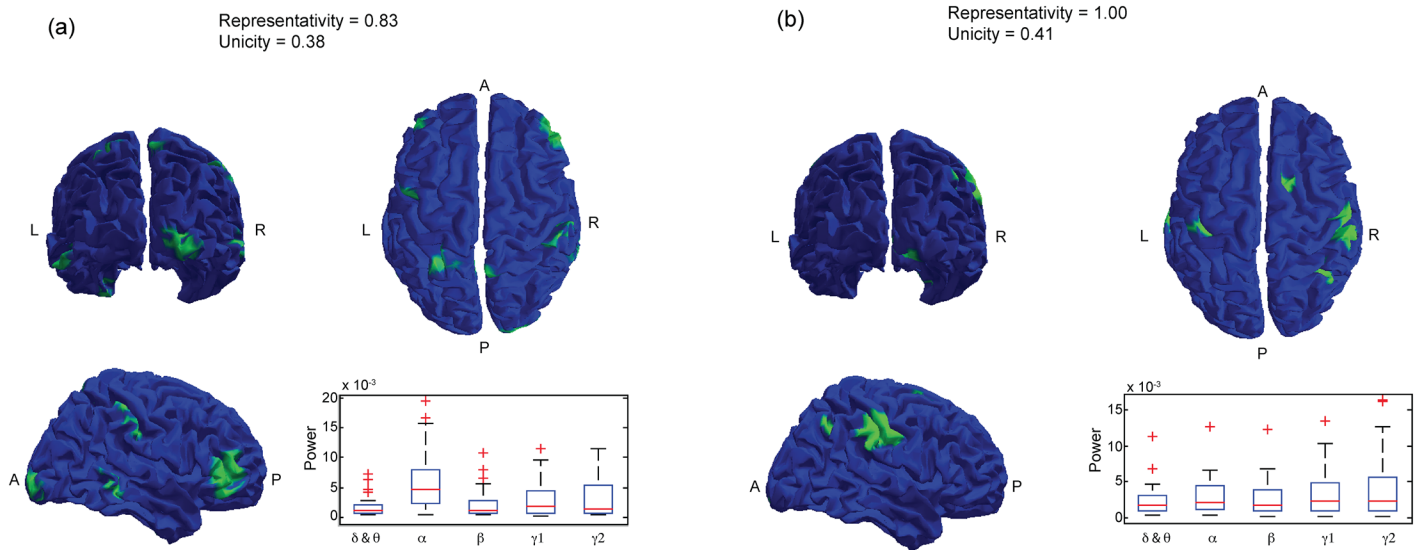 (a)
Representativity = 0.83
Unicity = 0.38
A
L
R
L
R
P
A
P
x 10-3
20
15
10
5
0
Power
δ & θ
α
β
γ1
γ2
(b)
Representativity = 1.00
Unicity = 0.41
A
L
R
L
R
P
A
P
x 10-3
15
10
5
0
Power
δ & θ
α
β
γ1
γ2